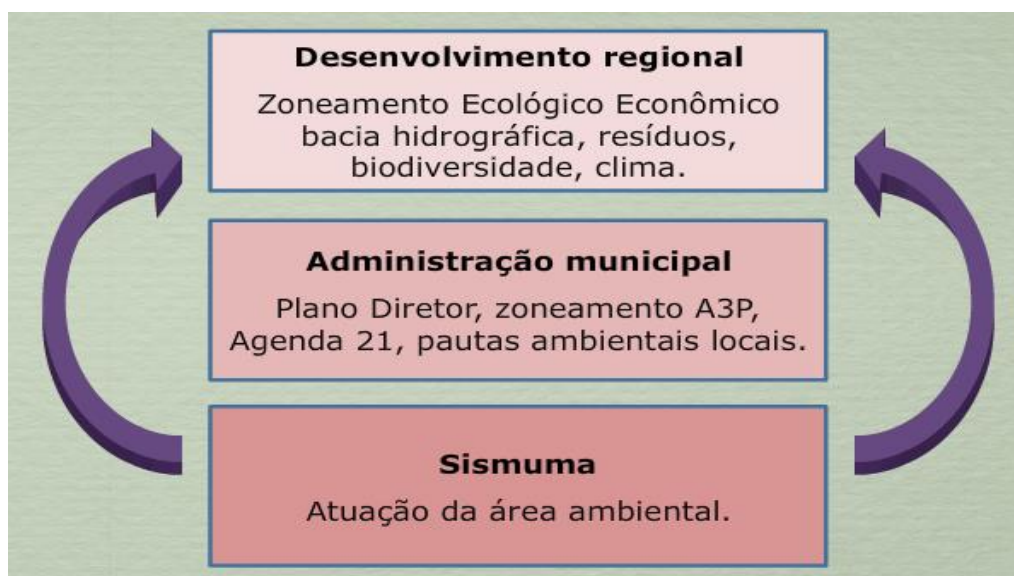 Desenvolvimento regional
Zoneamento Ecológico Econômico
bacia hidrográfica, resíduos,
biodiversidade, clima.
Administração municipal
Plano Diretor, zoneamento A3P,
Agenda 21, pautas ambientais locais.
Sismuma
Atuação da área ambiental.